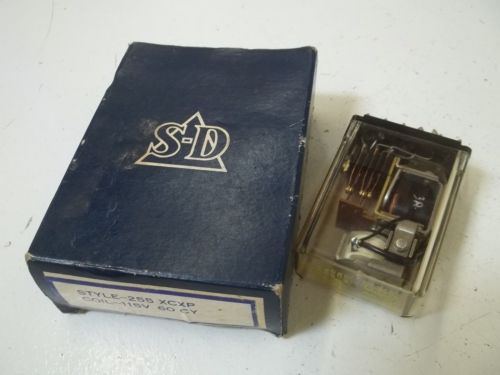 S-D
STYLE-255 XCXP
COIL-115V 60 CY